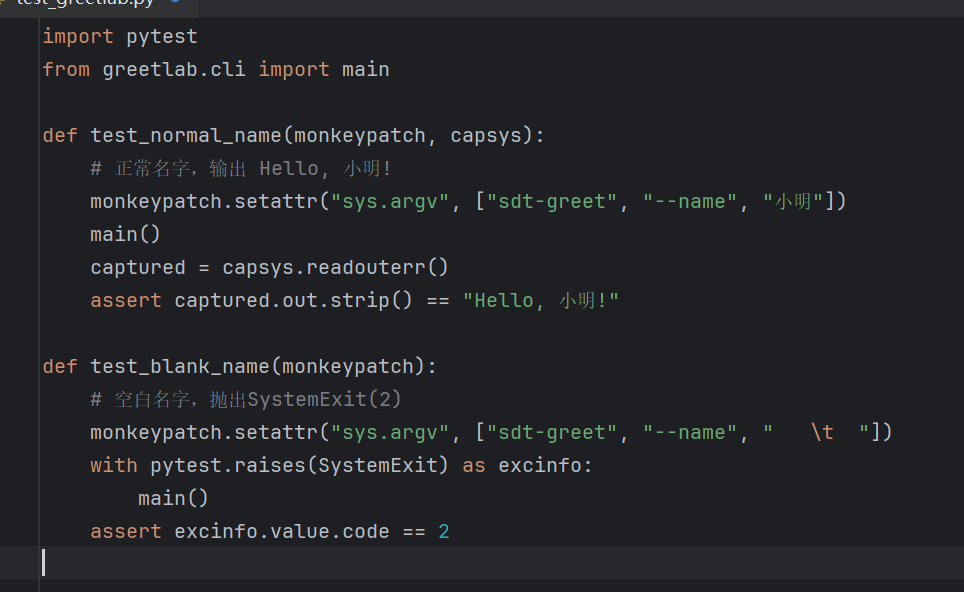 test_greetlab.py
import pytest
from greetlab.cli import main
def test_normal_name(monkeypatch, capsys):
# 正常名字，输出 Hello, 小明!
monkeypatch.setattr("sys.argv", ["sdt-greet", "--name", "小明"])
main()
captured = capsys.readouterr()
assert captured.out.strip() == "Hello, 小明!"
def test_blank_name(monkeypatch):
# 空白名字，抛出SystemExit(2)
monkeypatch.setattr("sys.argv", ["sdt-greet", "--name", "   \t  "])
with pytest.raises(SystemExit) as excinfo:
main()
assert excinfo.value.code == 2